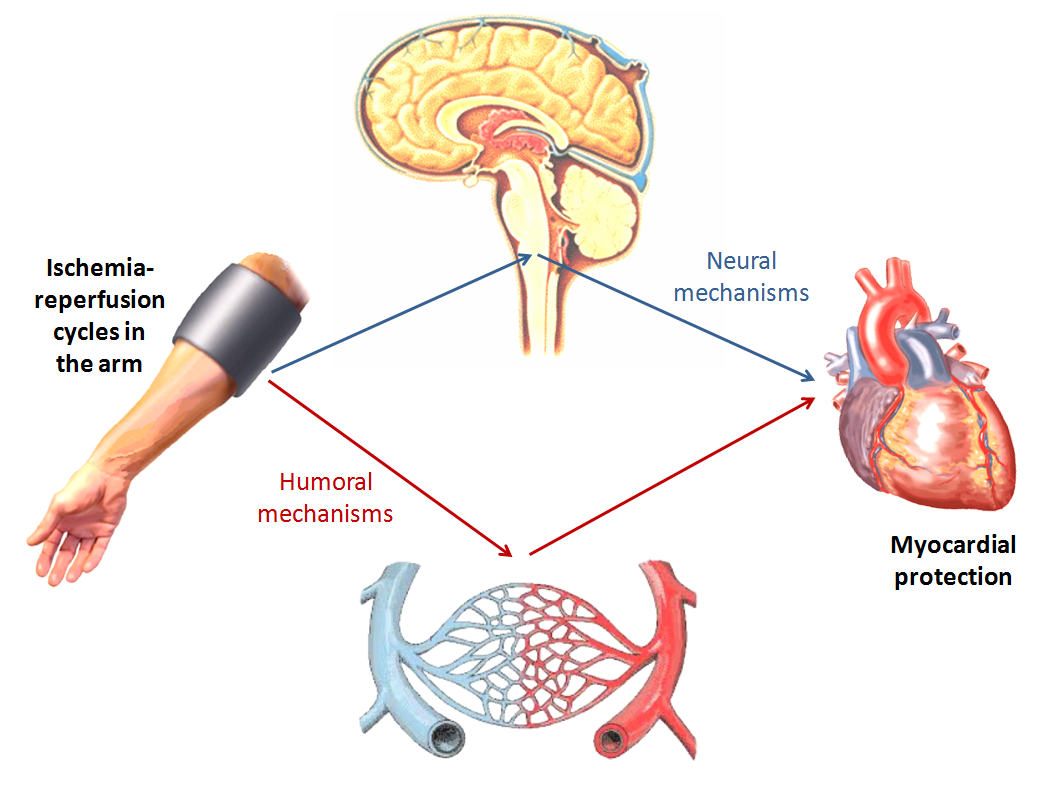 Ischemia-
reperfusion
cycles in
the arm
Neural
mechanisms
Humoral
mechanisms
Myocardial
protection